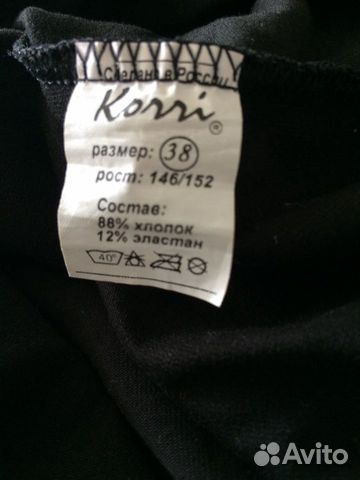 Сделано в России
Korri®
размер: 38
рост: 146/152
Состав:
88% хлопок
12% эластан
40°
Avito